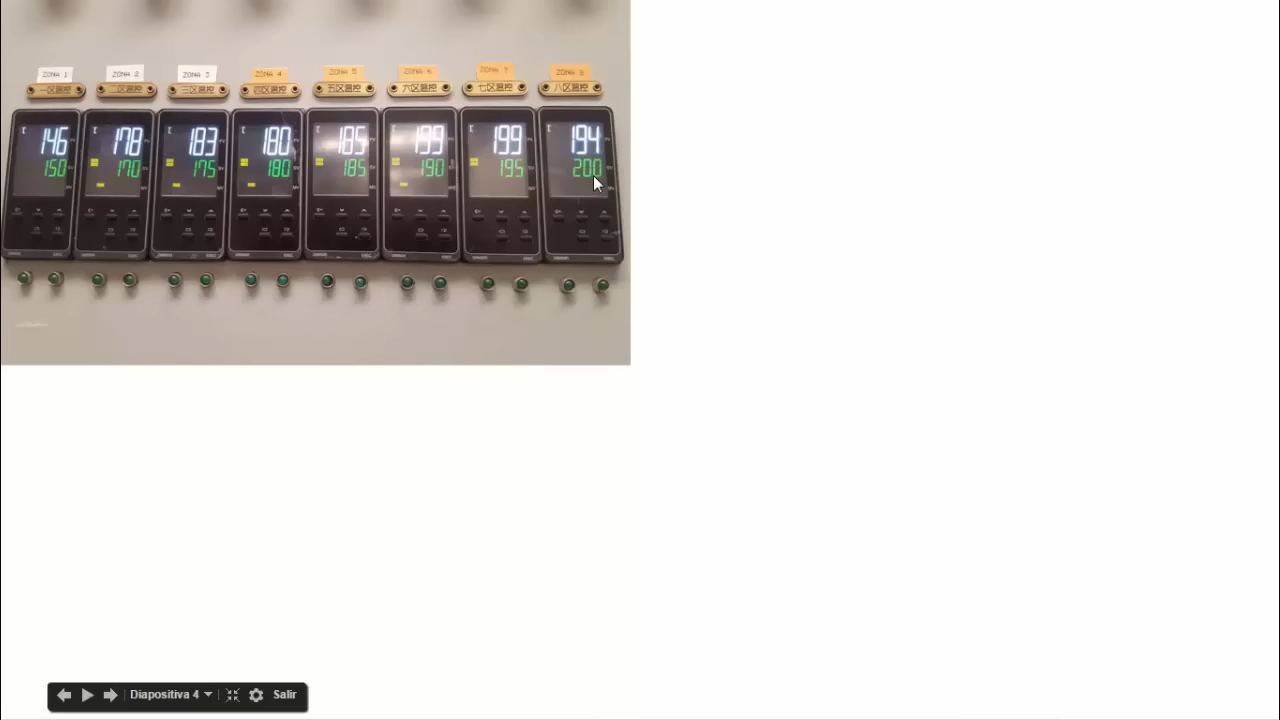 ZONA 1 ZONA 2 ZONA 3 ZONA 4 ZONA 5 ZONA 6 ZONA 7 ZONA 8
一区温控 二区温控 三区温控 四区温控 五区温控 六区温控 七区温控 八区温控
146 178 183 180 185 199 199 194
150 170 175 180 185 190 195 200
Diapositiva 4 Salir